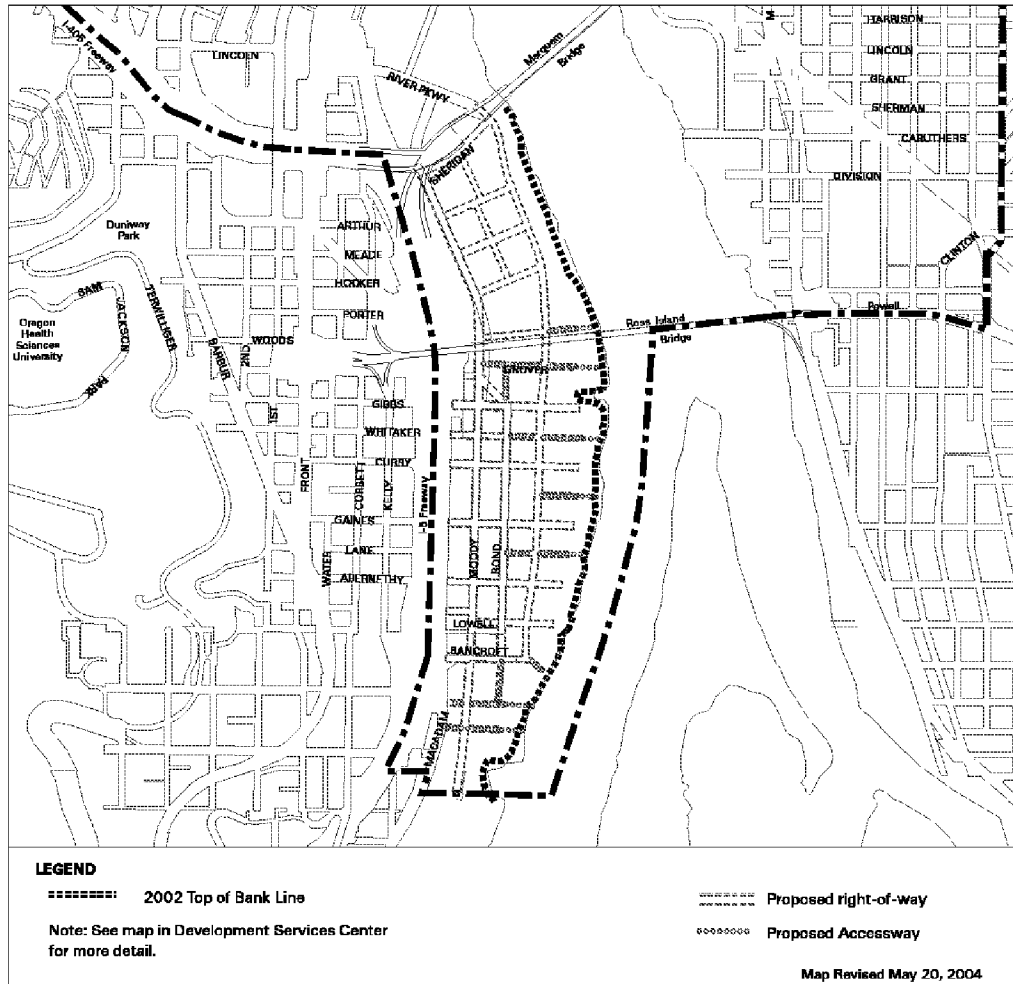 I-405 Freeway
LINCOLN
RIVER PKWY
Marquam
Bridge
M
HARRISON
LINCOLN
GRANT
SHERMAN
CARUTHERS
DIVISION
SHERIDAN
CLINTON
Duniway
Park
ARTHUR
MEADE
HOOKER
PORTER
SAM
JACKSON
PARK
TERWILLIGER
BARBUR
Oregon
Health
Sciences
University
WOODS
2ND
1ST
Ross Island
Bridge
Powell
GROVER
GIBBS
WHITAKER
CURRY
FRONT
CORBETT
KELLY
I-5 Freeway
GAINES
LANE
WATER
ABERNETHY
MOODY
BOND
LOWELL
BANCROFT
MACADAM
LEGEND
2002 Top of Bank Line
Note: See map in Development Services Center
for more detail.
Proposed right-of-way
Proposed Accessway
Map Revised May 20, 2004